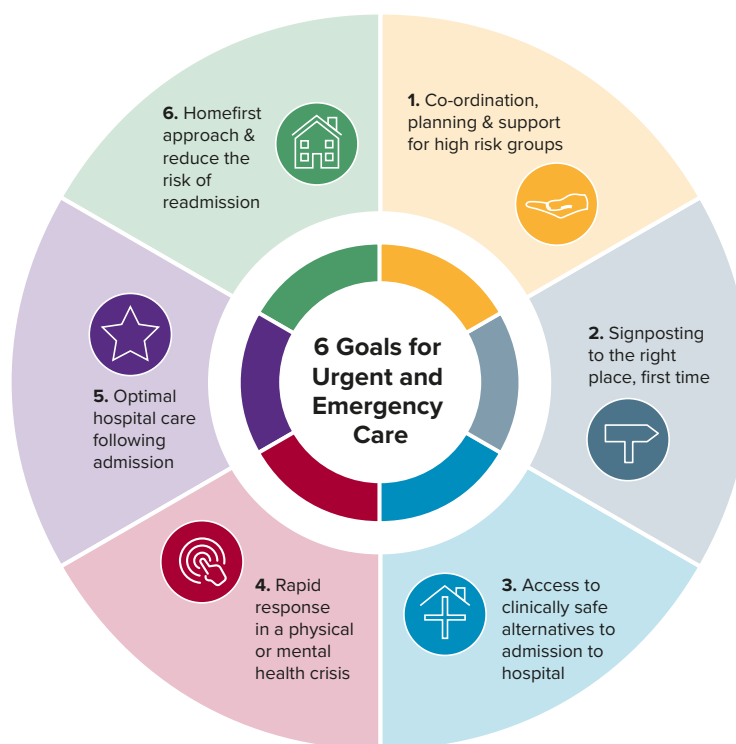 6 Goals for
Urgent and
Emergency
Care
1. Co-ordination,
planning & support
for high risk groups
2. Signposting
to the right
place, first time
3. Access to
clinically safe
alternatives to
admission to
hospital
4. Rapid
response
in a physical
or mental
health crisis
5. Optimal
hospital care
following
admission
6. Homefirst
approach &
reduce the
risk of
readmission